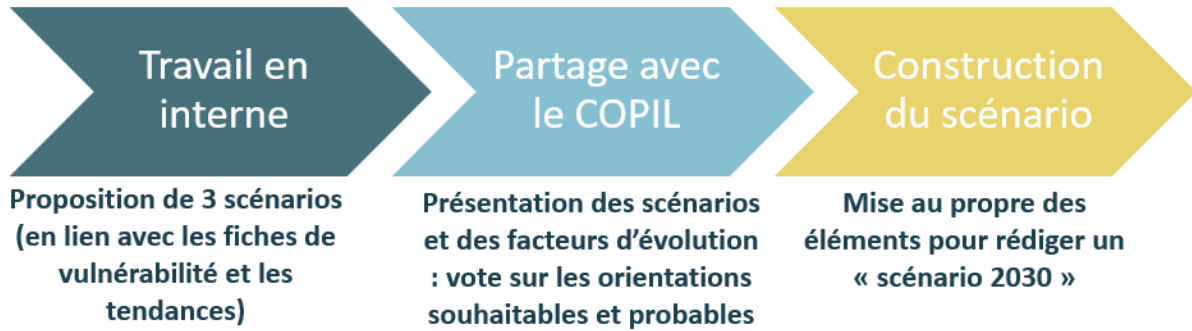 Travail en
interne
Proposition de 3 scénarios
(en lien avec les fiches de
vulnérabilité et les
tendances)
Partage avec
le COPIL
Présentation des scénarios
et des facteurs d’évolution
: vote sur les orientations
souhaitables et probables
Construction
du scénario
Mise au propre des
éléments pour rédiger un
« scénario 2030 »